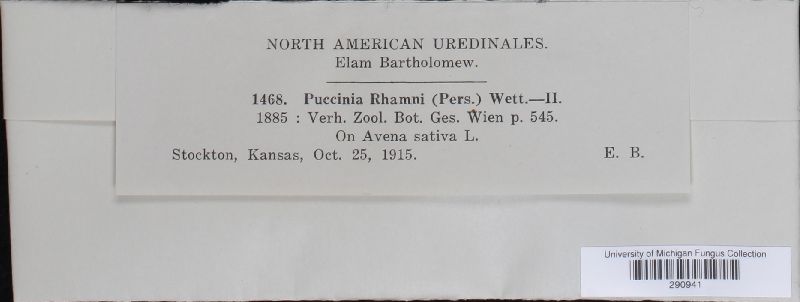 NORTH AMERICAN UREDINALES.
Elam Bartholomew.
1468. Puccinia Rhamni (Pers.) Wett.—II.
1885 : Verh. Zool. Bot. Ges. Wien p. 545.
On Avena sativa L.
Stockton, Kansas, Oct. 25, 1915. E. B.
University of Michigan Fungus Collection
290941